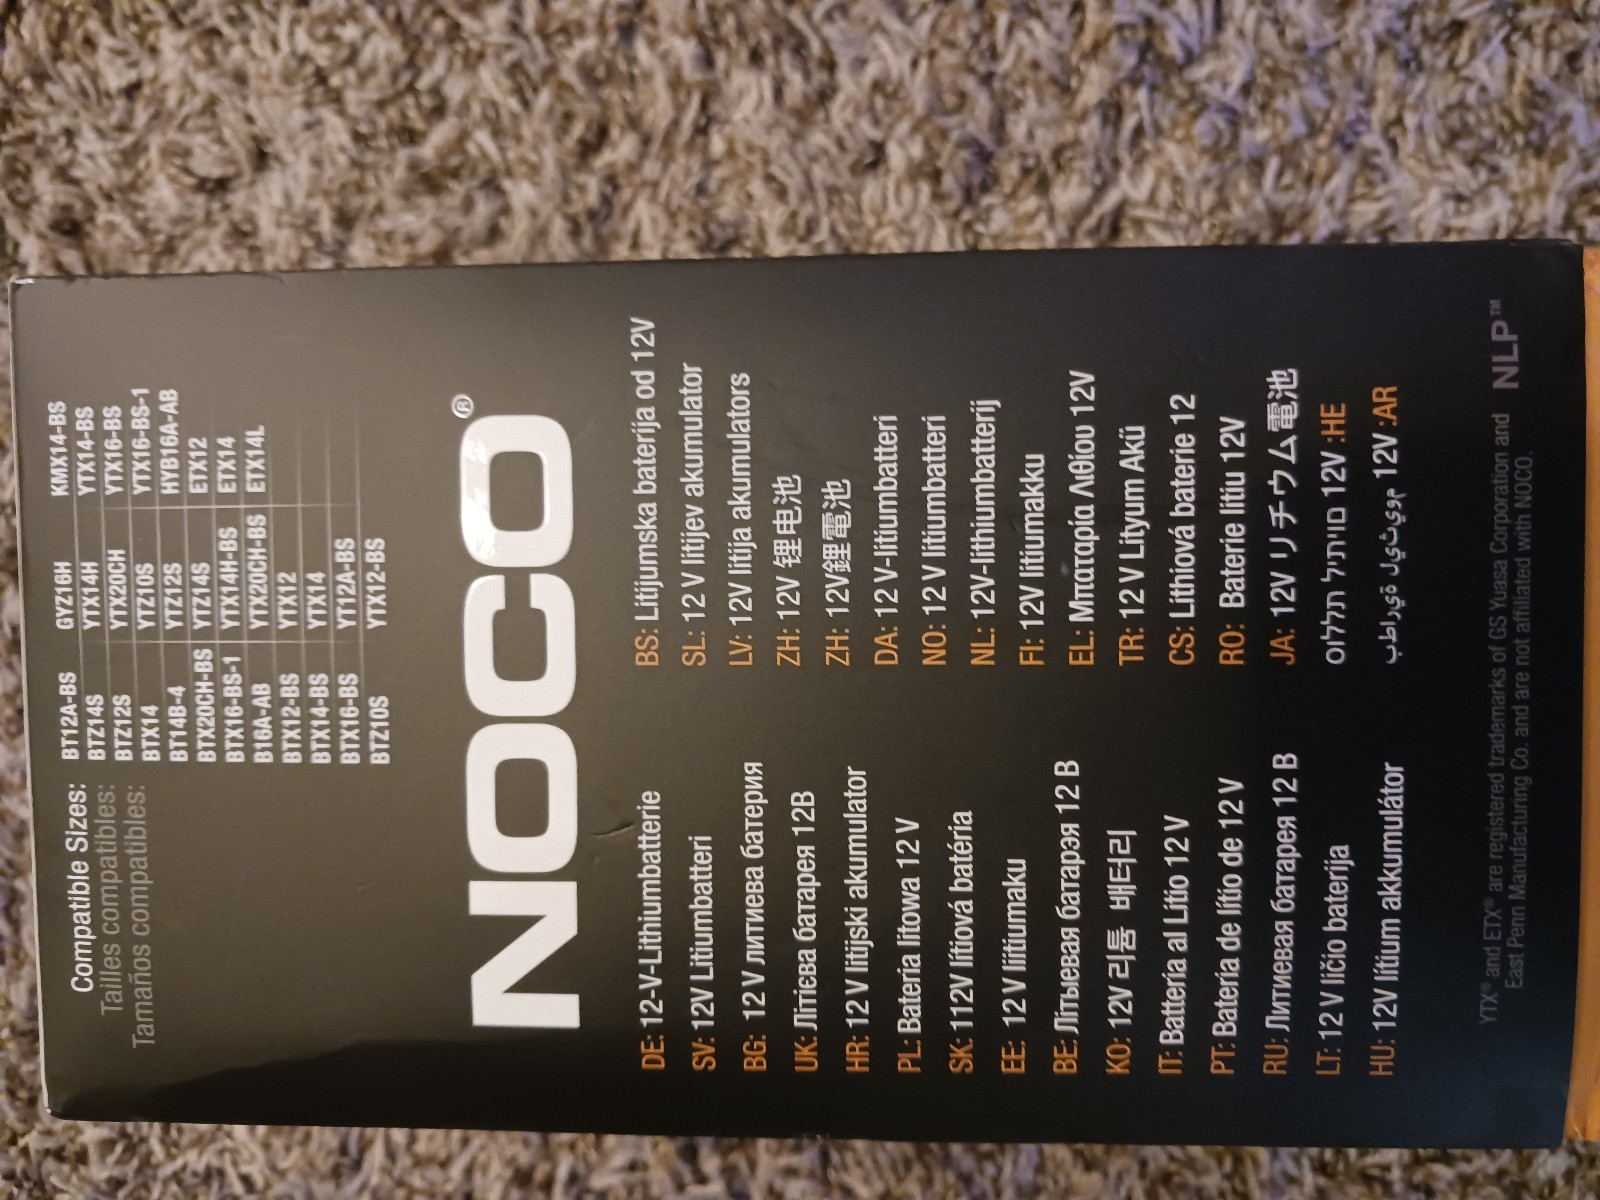 Compatible Sizes:
Tailles compatibles:
Tamaños compatibles:
BT12A-BS
BTZ14S
BTZ12S
BTX14
BT14B-4
BTX20CH-BS
BTX16-BS-1
B16A-AB
BTX12-BS
BTX14-BS
BTX16-BS
BTZ10S
GYZ16H
YTX14H
YTX20CH
YTZ10S
YTZ12S
YTZ14S
YTX14H-BS
YTX20CH-BS
YTX12
YTX14
YT12A-BS
YTX12-BS
KMX14-BS
YTX14-BS
YTX16-BS
YTX16-BS-1
HYB16A-AB
ETX12
ETX14
ETX14L
NOCO®
DE: 12-V-Lithiumbatterie
SV: 12V Litiumbatteri
BG: 12 V литиева батерия
UK: Літієва батарея 12В
HR: 12 V litijski akumulator
PL: Bateria litowa 12 V
SK: 112V lítiová batéria
EE: 12 V liitiumaku
BE: Літыевая батарэя 12 В
KO: 12V 리튬 배터리
IT: Batteria al Litio 12 V
PT: Bateria de lítio de 12 V
RU: Литиевая батарея 12 В
LT: 12 V ličio baterija
HU: 12V lítium akkumulátor
BS: Litijumska baterija od 12V
SL: 12 V litijev akumulator
LV: 12V litija akumulators
ZH: 12V 锂电池
ZH: 12V鋰電池
DA: 12 V-litiumbatteri
NO: 12 V litiumbatteri
NL: 12V-lithiumbatterij
FI: 12V litiumakku
EL: Μπαταρία Λιθίου 12V
TR: 12 V Lityum Akü
CS: Lithiová baterie 12
RO: Baterie litiu 12V
JA: 12V リチウム電池
סוללת ליתיום 12V :HE
بطارية ليثيوم 12V :AR
YTX® and ETX® are registered trademarks of GS Yuasa Corporation and
East Penn Manufacturing Co. and are not affiliated with NOCO.
NLP™